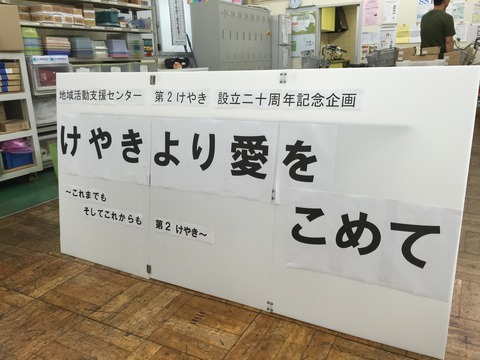 地域活動支援センター 第2けやき 設立二十周年記念企画
けやきより愛を
こめて
~これまでも
そしてこれからも 第2けやき~